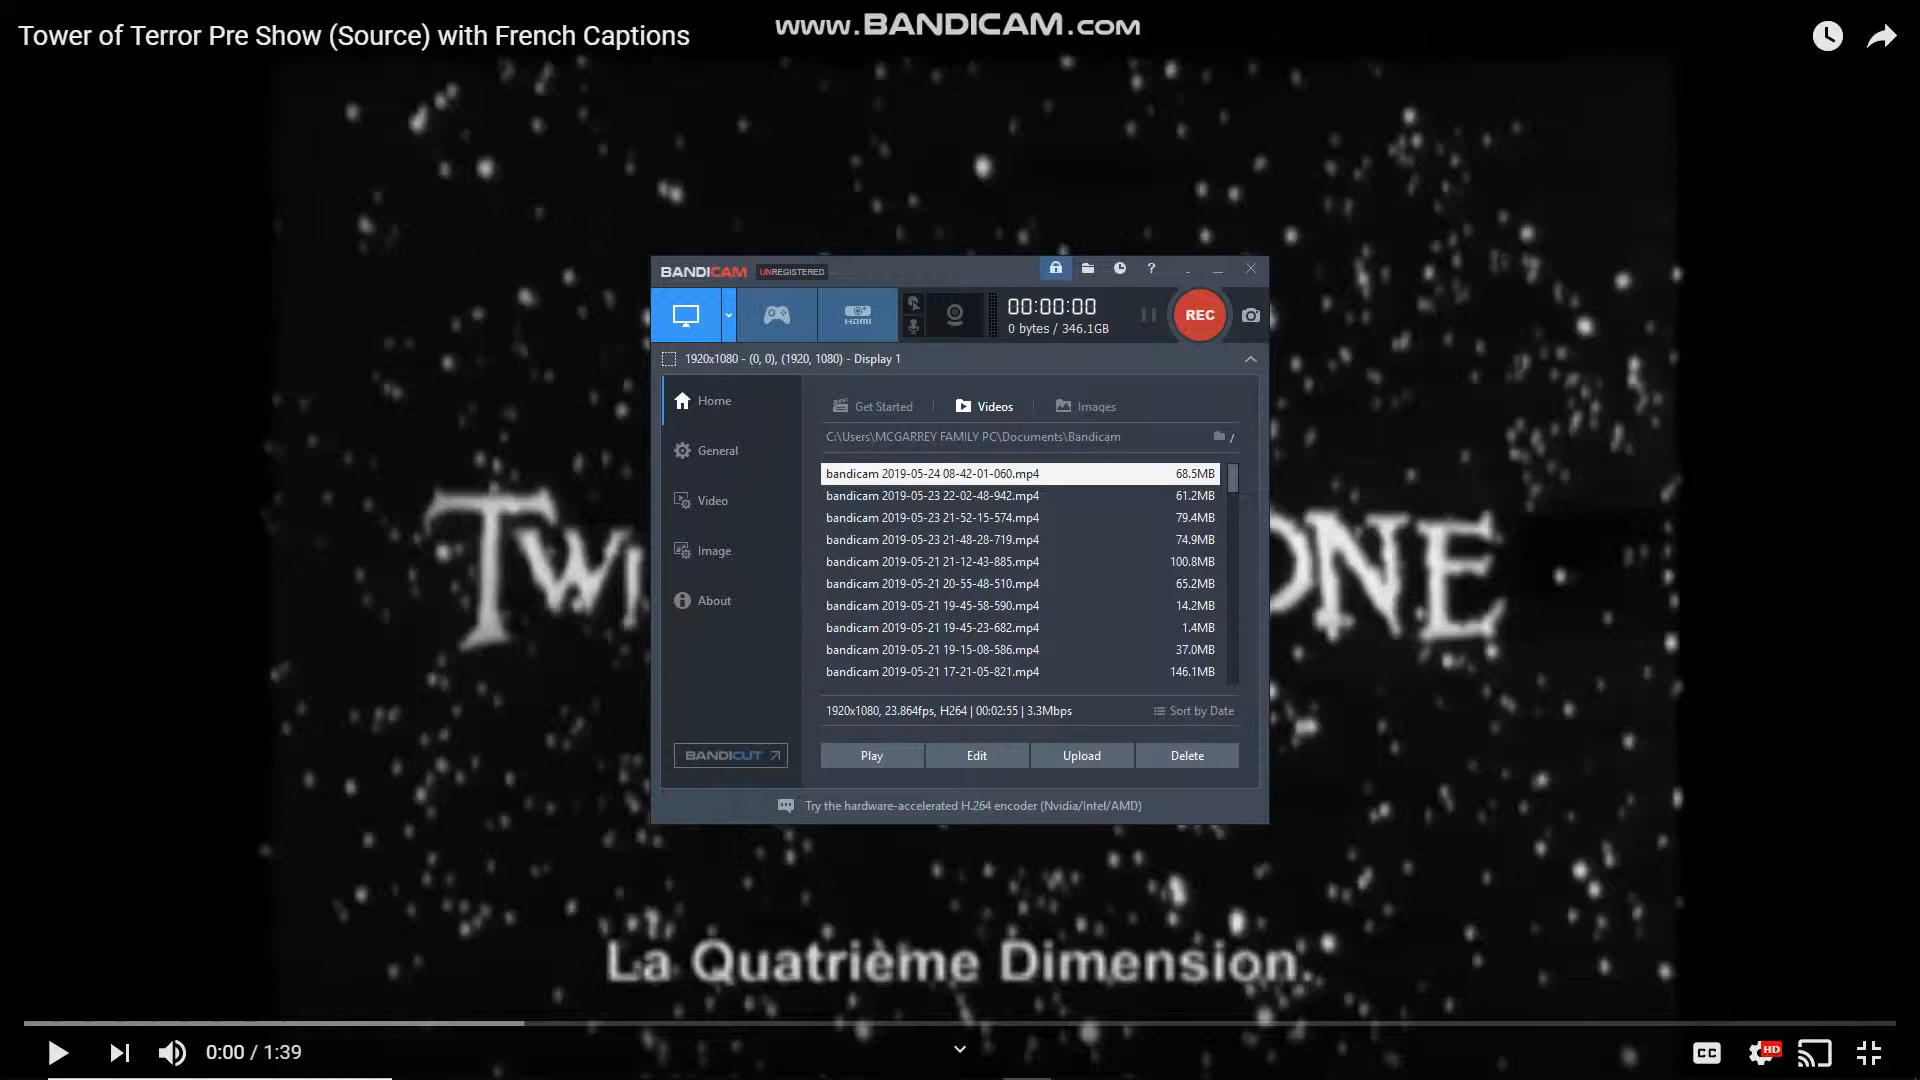 Tower of Terror Pre Show (Source) with French Captions
www.BANDICAM.com
BANDICAM UNREGISTERED
?
HDMI
00:00:00
0 bytes / 346.1GB
REC
1920x1080 - (0, 0), (1920, 1080) - Display 1
Home
General
Video
Image
About
BANDICUT
Get Started
Videos
Images
C:\Users\MCGARREY FAMILY PC\Documents\Bandicam
bandicam 2019-05-24 08-42-01-060.mp4 68.5MB
bandicam 2019-05-23 22-02-48-942.mp4 61.2MB
bandicam 2019-05-23 21-52-15-574.mp4 79.4MB
bandicam 2019-05-23 21-48-28-719.mp4 74.9MB
bandicam 2019-05-21 21-12-43-885.mp4 100.8MB
bandicam 2019-05-21 20-55-48-510.mp4 65.2MB
bandicam 2019-05-21 19-45-58-590.mp4 14.2MB
bandicam 2019-05-21 19-45-23-682.mp4 1.4MB
bandicam 2019-05-21 19-15-08-586.mp4 37.0MB
bandicam 2019-05-21 17-21-05-821.mp4 146.1MB
1920x1080, 23.864fps, H264 | 00:02:55 | 3.3Mbps
Sort by Date
Play
Edit
Upload
Delete
Try the hardware-accelerated H.264 encoder (Nvidia/Intel/AMD)
TWI ONE
La Quatrième Dimension.
0:00 / 1:39
CC
HD